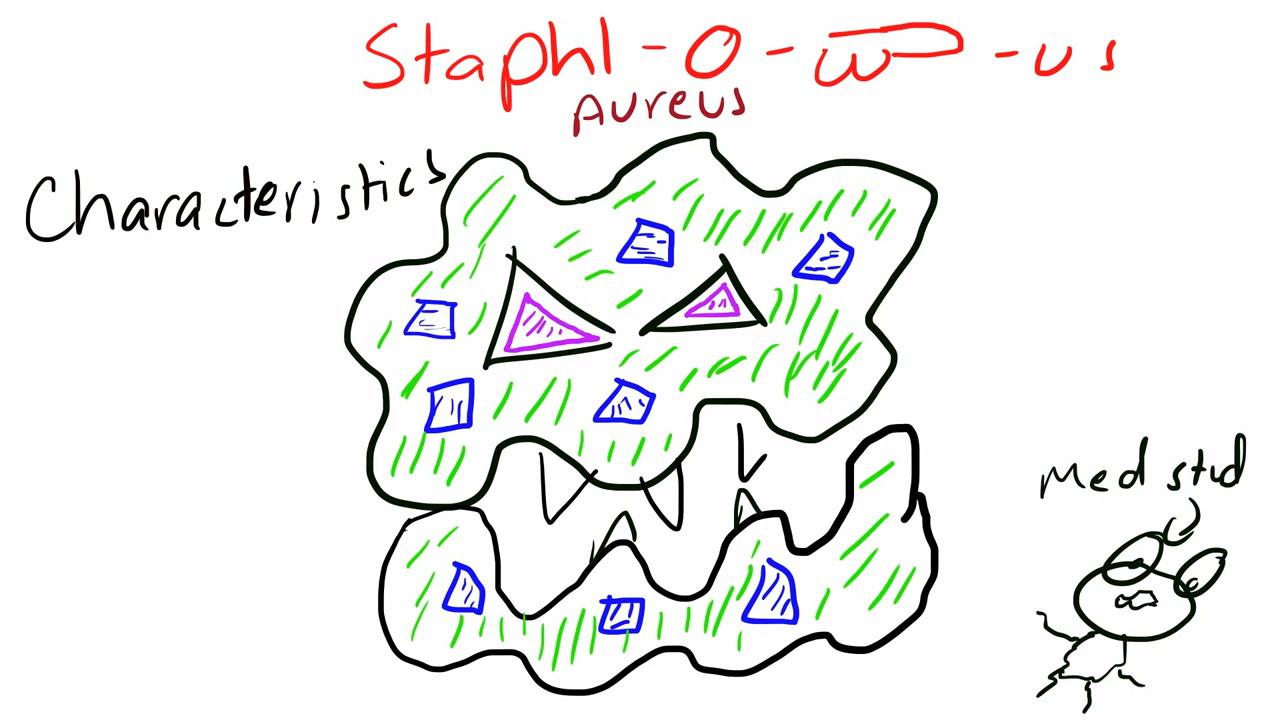 Staphl-O-ω-us
Aureus
Characteristics
Med stud